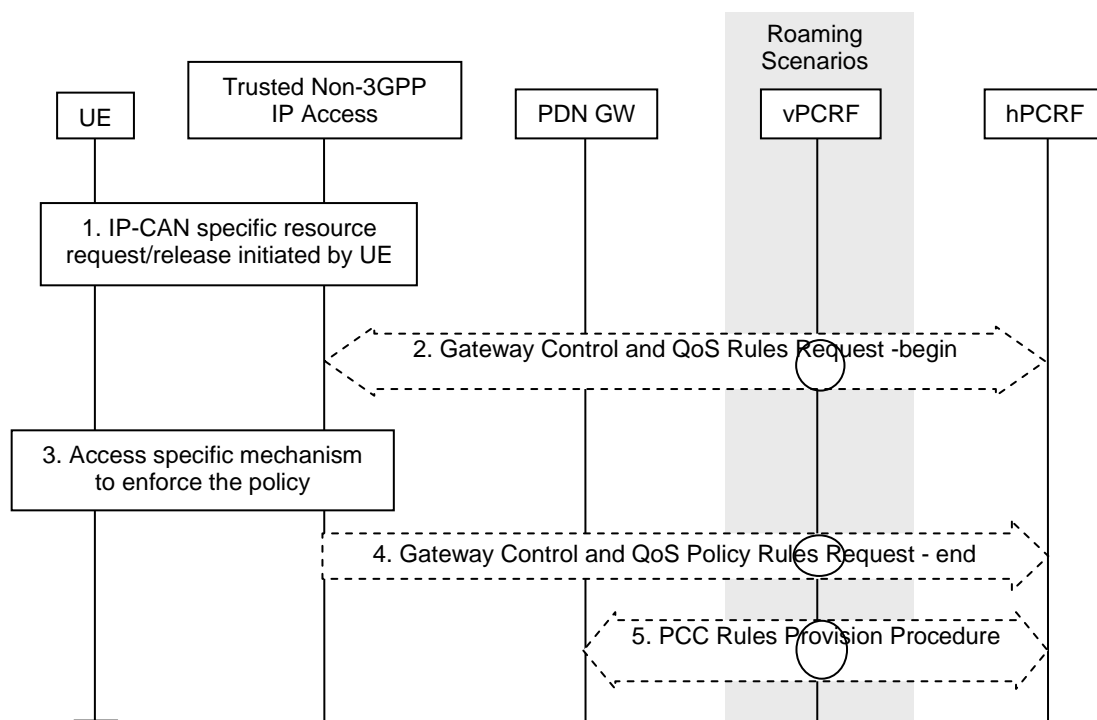 Roaming
Scenarios
UE
Trusted Non-3GPP
IP Access
PDN GW
vPCRF
hPCRF
1. IP-CAN specific resource
request/release initiated by UE
2. Gateway Control and QoS Rules Request -begin
3. Access specific mechanism
to enforce the policy
4. Gateway Control and QoS Policy Rules Request - end
5. PCC Rules Provision Procedure